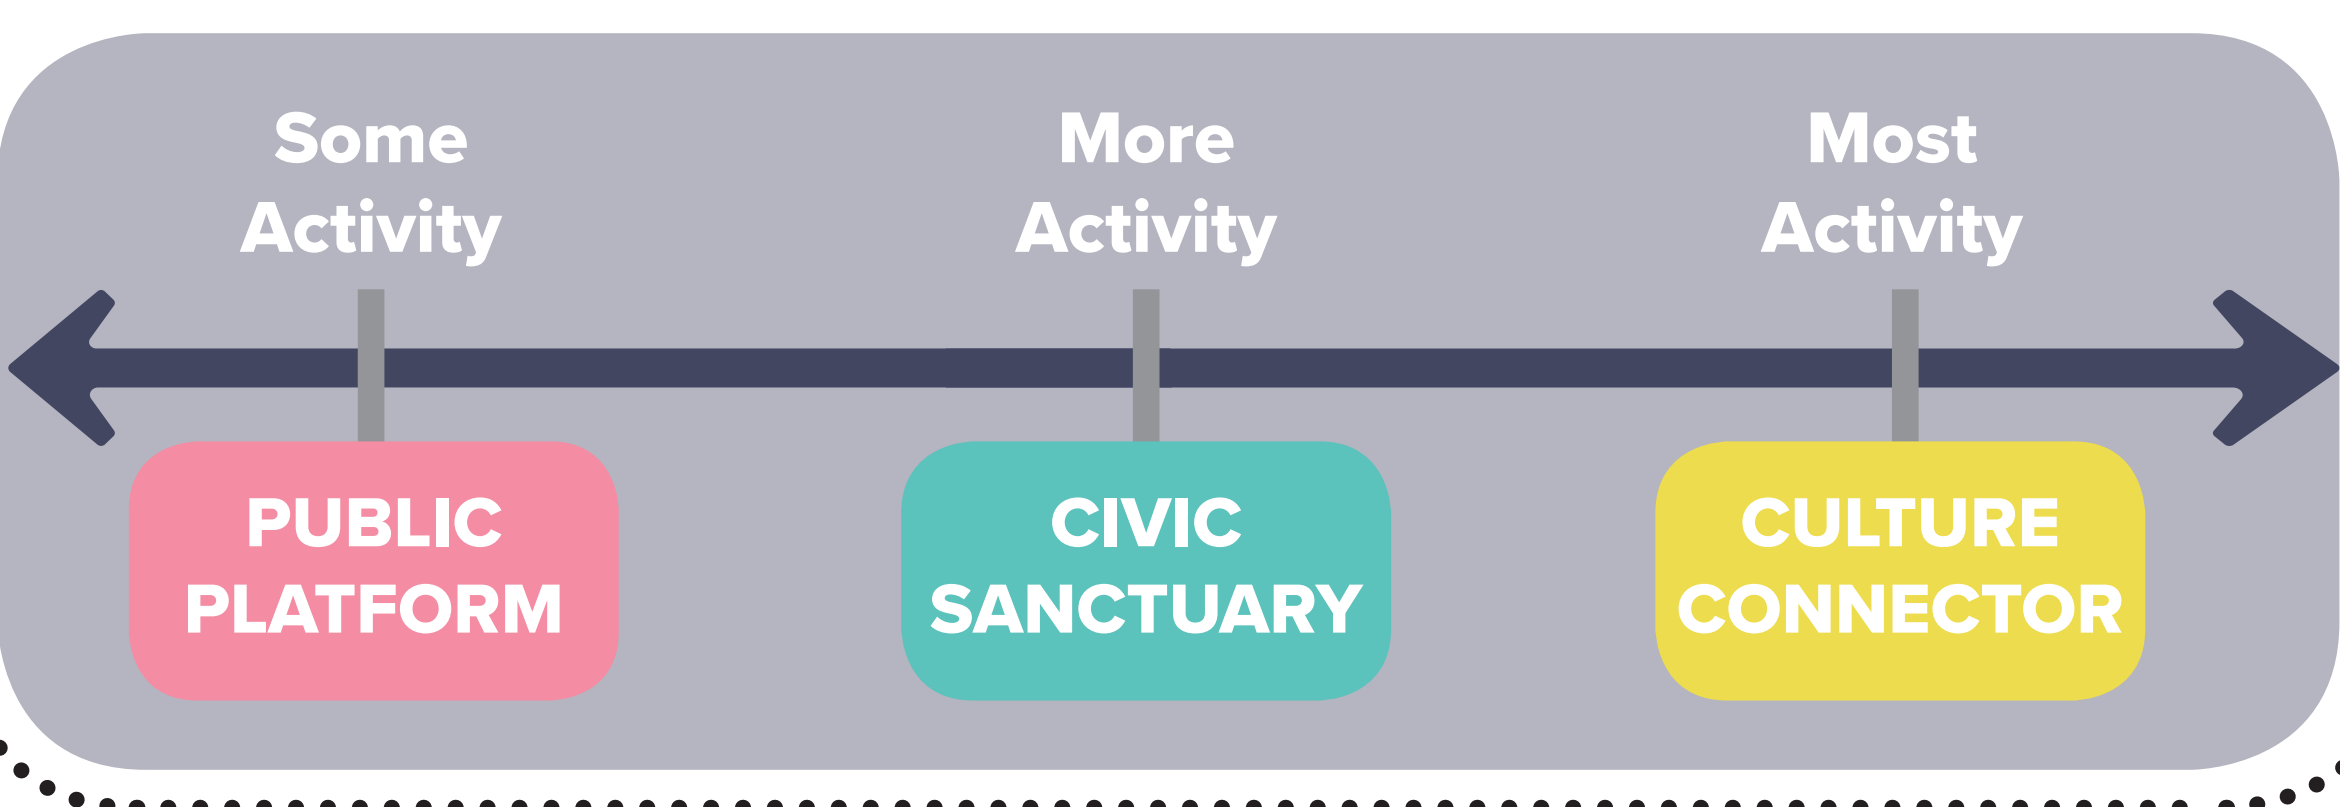 Some
Activity
More
Activity
Most
Activity
PUBLIC
PLATFORM
CIVIC
SANCTUARY
CULTURE
CONNECTOR